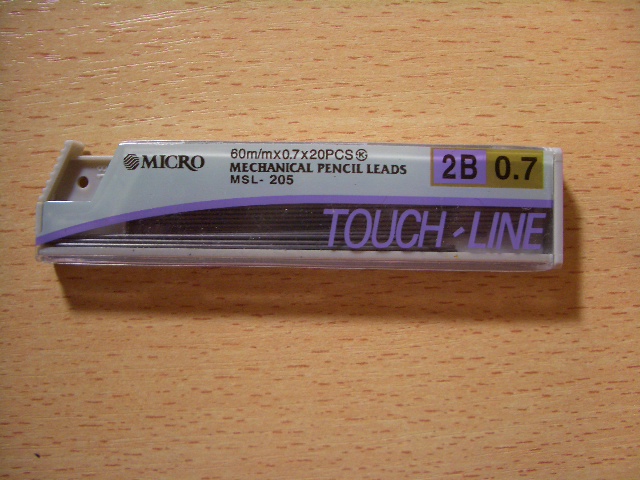 MICRO
60m/mx0.7x20PCS Ⓚ
MECHANICAL PENCIL LEADS
MSL- 205
2B 0.7
TOUCH-LINE